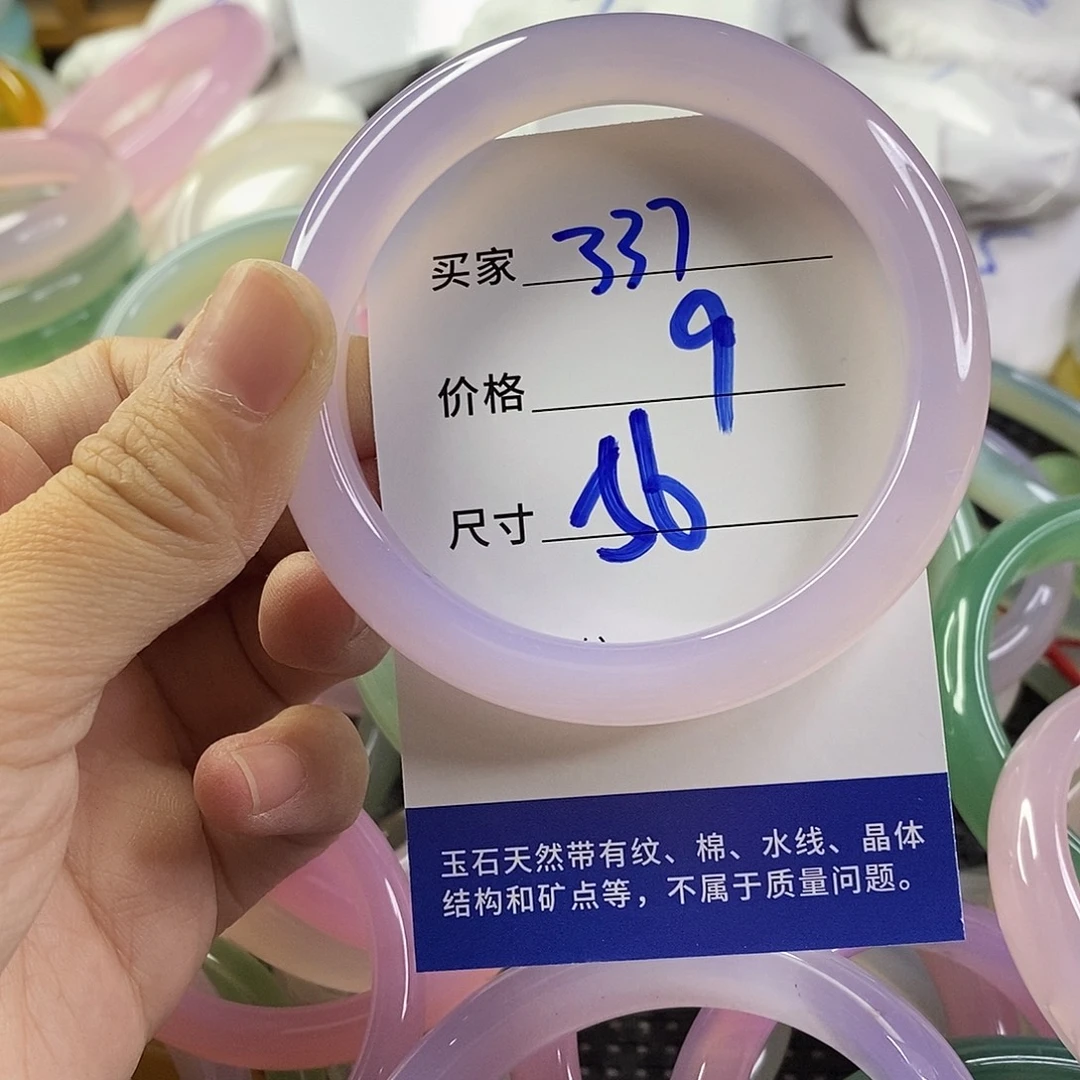 买家 337
价格 9
尺寸 56
玉石天然带有纹、棉、水线、晶体
结构和矿点等，不属于质量问题。